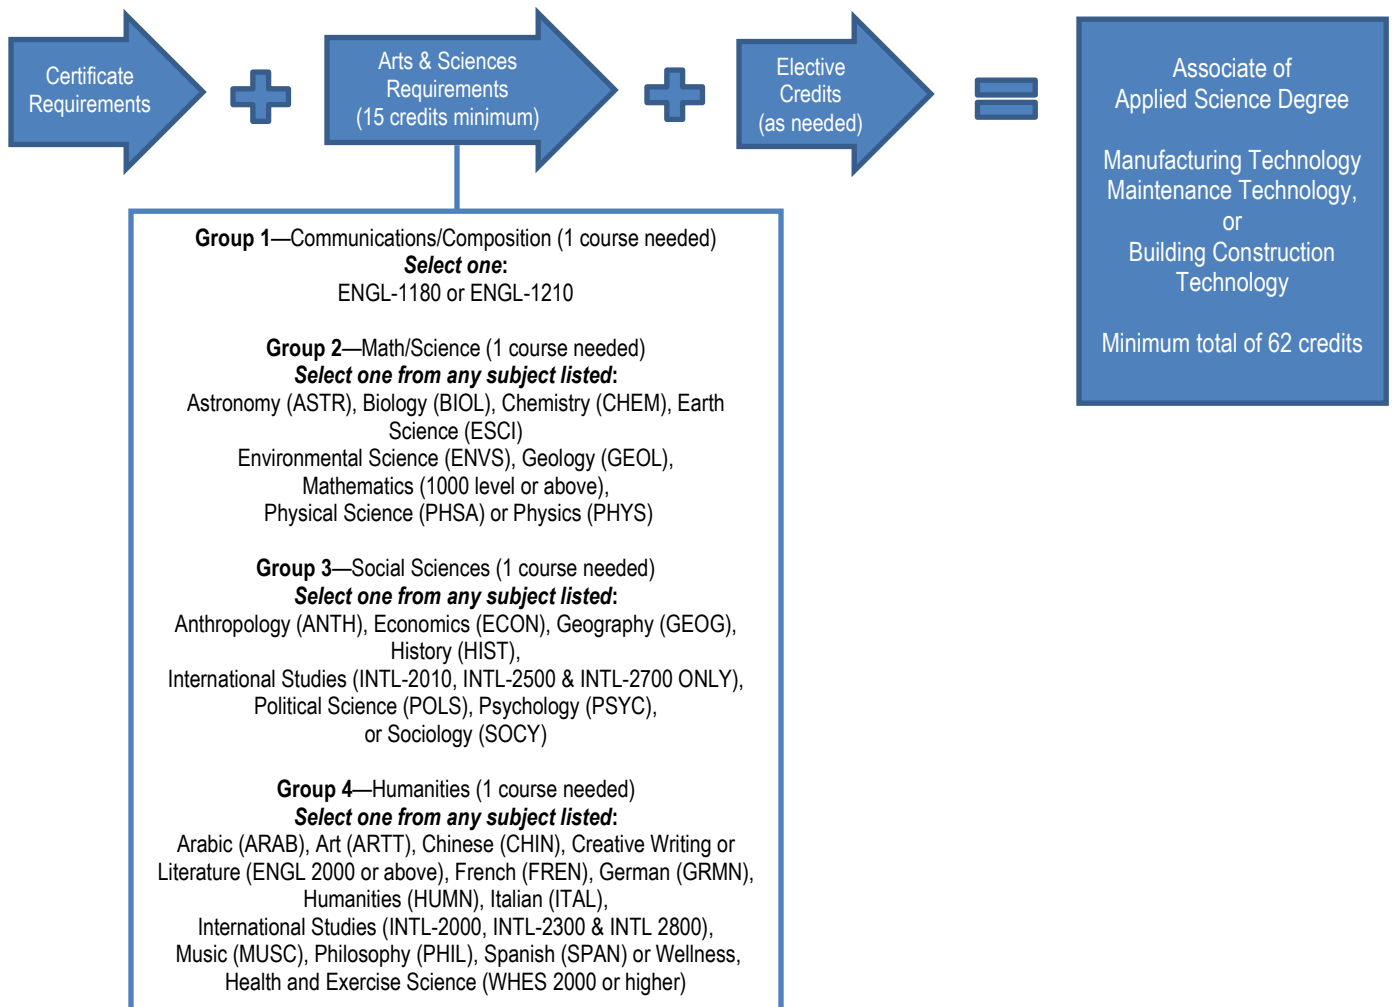 Certificate
Requirements
Arts & Sciences
Requirements
(15 credits minimum)
Elective
Credits
(as needed)
Associate of
Applied Science Degree
Manufacturing Technology
Maintenance Technology,
or
Building Construction
Technology
Minimum total of 62 credits
Group 1—Communications/Composition (1 course needed)
Select one:
ENGL-1180 or ENGL-1210
Group 2—Math/Science (1 course needed)
Select one from any subject listed:
Astronomy (ASTR), Biology (BIOL), Chemistry (CHEM), Earth
Science (ESCI)
Environmental Science (ENVS), Geology (GEOL),
Mathematics (1000 level or above),
Physical Science (PHSA) or Physics (PHYS)
Group 3—Social Sciences (1 course needed)
Select one from any subject listed:
Anthropology (ANTH), Economics (ECON), Geography (GEOG),
History (HIST),
International Studies (INTL-2010, INTL-2500 & INTL-2700 ONLY),
Political Science (POLS), Psychology (PSYC),
or Sociology (SOCY)
Group 4—Humanities (1 course needed)
Select one from any subject listed:
Arabic (ARAB), Art (ARTT), Chinese (CHIN), Creative Writing or
Literature (ENGL 2000 or above), French (FREN), German (GRMN),
Humanities (HUMN), Italian (ITAL),
International Studies (INTL-2000, INTL-2300 & INTL 2800),
Music (MUSC), Philosophy (PHIL), Spanish (SPAN) or Wellness,
Health and Exercise Science (WHES 2000 or higher)